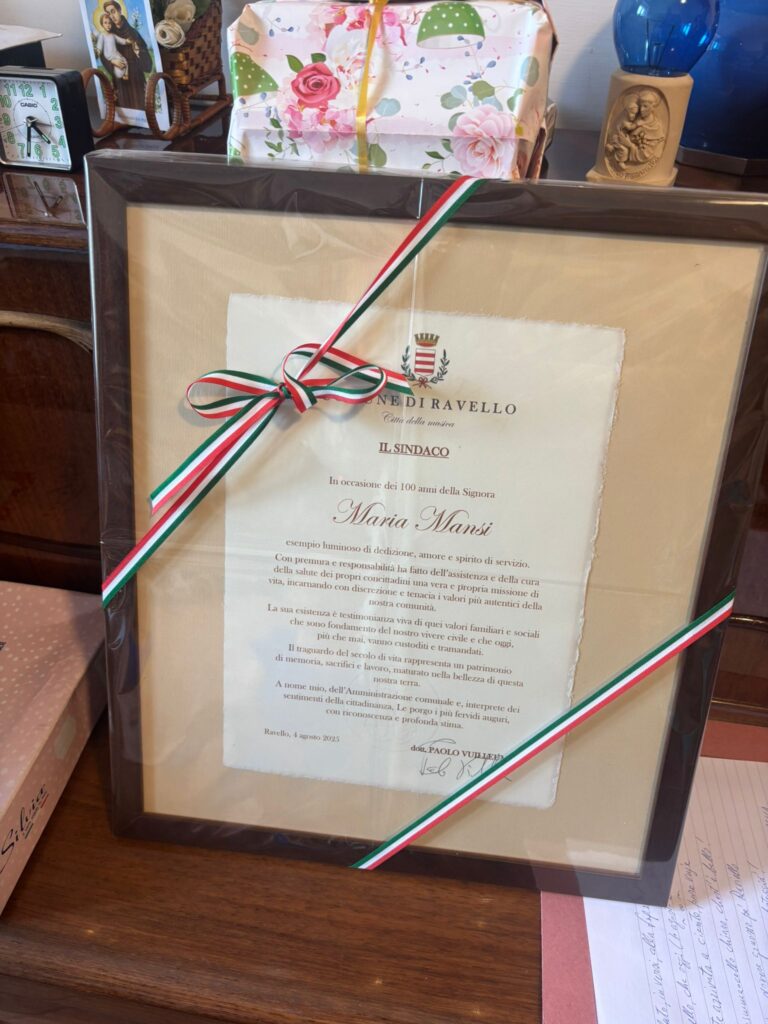 CASIO
NE DI RAVELLO
Città della musica
IL SINDACO
In occasione dei 100 anni della Signora
Maria Mansi
esempio luminoso di dedizione, amore e spirito di servizio.
Con premura e responsabilità ha fatto dell'assistenza e della cura
della salute dei propri concittadini una vera e propria missione di
vita, incarnando con discrezione e tenacia i valori più autentici della
nostra comunità.
La sua esistenza è testimonianza viva di quei valori familiari e sociali
che sono fondamento del nostro vivere civile e che oggi,
più che mai, vanno custoditi e tramandati.
Il traguardo del secolo di vita rappresenta un patrimonio
di memoria, sacrifici e lavoro, maturato nella bellezza di questa
nostra terra.
A nome mio, dell'Amministrazione comunale e, interprete dei
sentimenti della cittadinanza, Le porgo i più fervidi auguri,
con riconoscenza e profonda stima.
Ravello, 4 agosto 2025
dott. PAOLO VUILLEU
Silvia